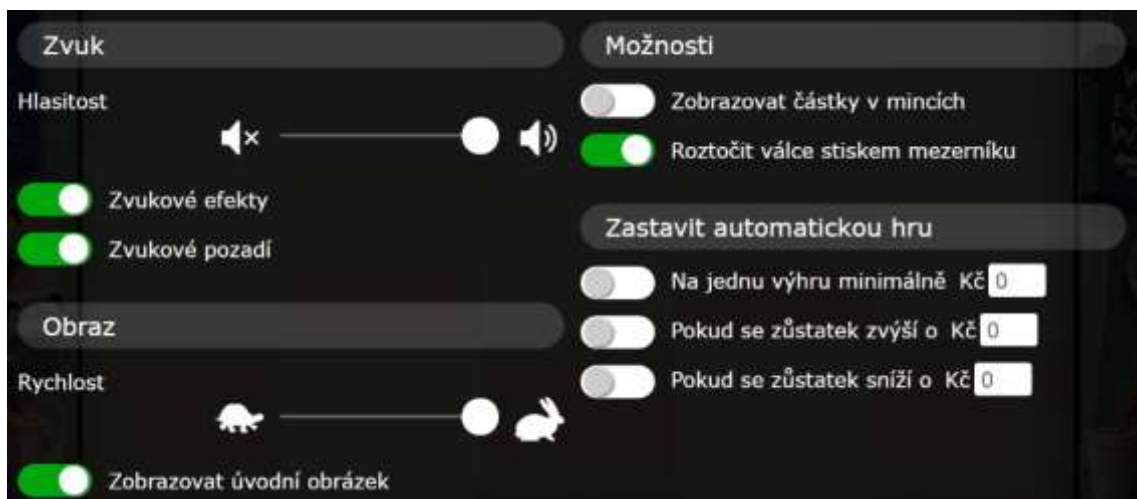 Zvuk
Hlasitost
Zvukové efekty
Zvukové pozadí
Obraz
Rychlost
Zobrazovat úvodní obrázek
Možnosti
Zobrazovat částky v mincích
Roztočit válce stiskem mezerníku
Zastavit automatickou hru
Na jednu výhru minimálně Kč 0
Pokud se zůstatek zvýší o Kč 0
Pokud se zůstatek sníží o Kč 0